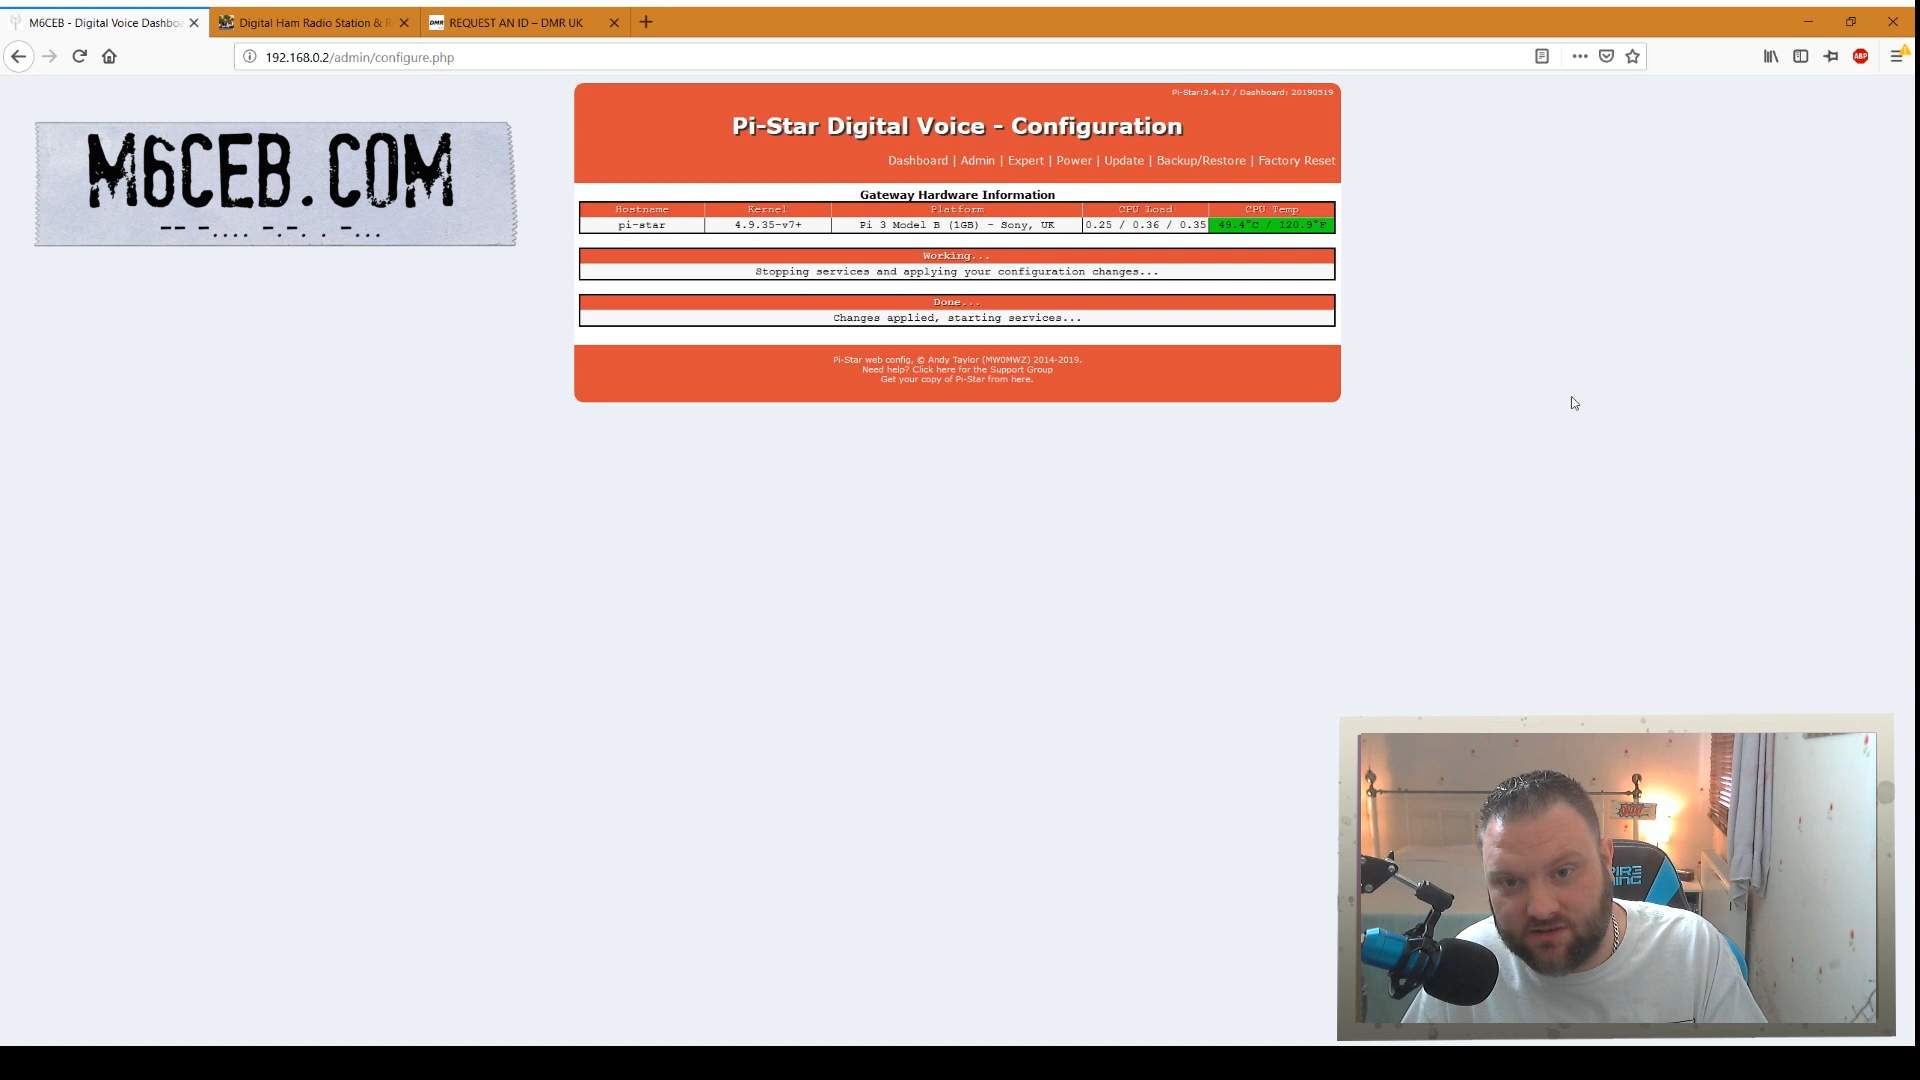 M6CEB - Digital Voice Dashbo
Digital Ham Radio Station & R
REQUEST AN ID – DMR UK
192.168.0.2/admin/configure.php
ABP
M6CEB.COM
-- -.... -.-. . -...
Pi-Star:3.4.17 / Dashboard: 20190519
Pi-Star Digital Voice - Configuration
Dashboard | Admin | Expert | Power | Update | Backup/Restore | Factory Reset
Gateway Hardware Information
Hostname Kernel Platform CPU Load CPU Temp
pi-star 4.9.35-v7+ Pi 3 Model B (1GB) - Sony, UK 0.25 / 0.36 / 0.35 49.4°C / 120.9°F
Working...
Stopping services and applying your configuration changes...
Done...
Changes applied, starting services...
Pi-Star web config, © Andy Taylor (MW0MWZ) 2014-2019.
Need help? Click here for the Support Group
Get your copy of Pi-Star from here.